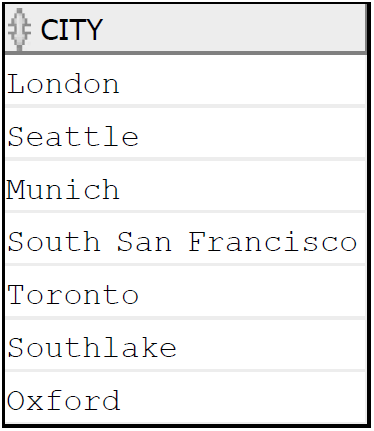 CITY
London
Seattle
Munich
South San Francisco
Toronto
Southlake
Oxford